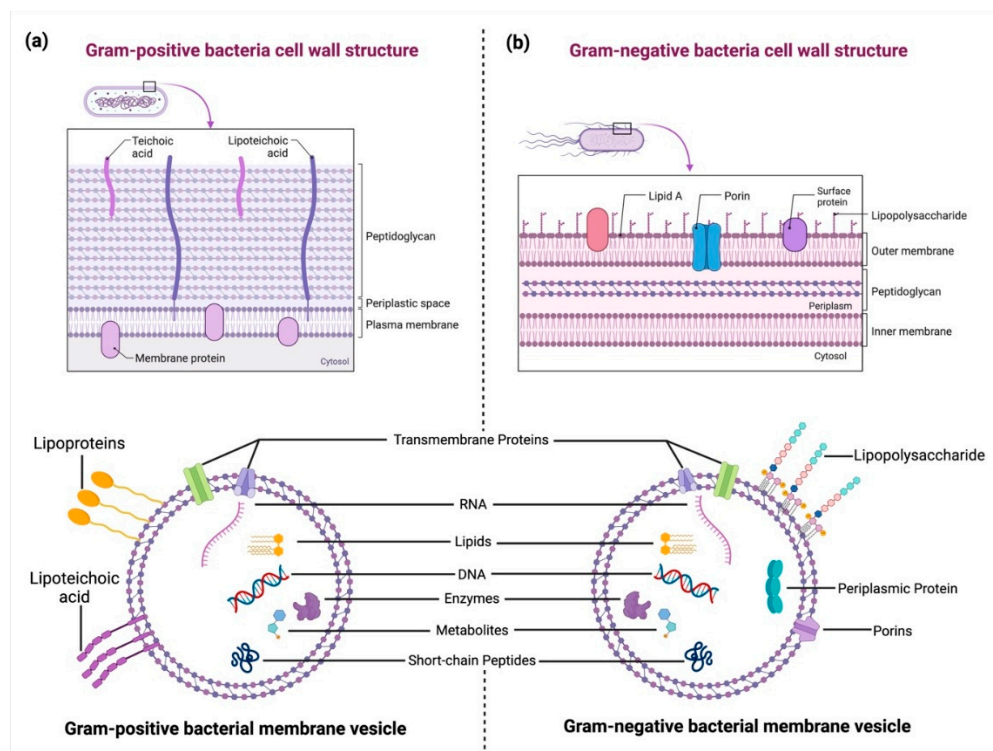 (a)
Gram-positive bacteria cell wall structure
Teichoic
acid
Lipoteichoic
acid
Peptidoglycan
Periplastic space
Plasma membrane
Membrane protein
Cytosol
(b)
Gram-negative bacteria cell wall structure
Lipid A
Porin
Surface
protein
Lipopolysaccharide
Outer membrane
Peptidoglycan
Periplasm
Inner membrane
Cytosol
Lipoproteins
Lipoteichoic
acid
Transmembrane Proteins
RNA
Lipids
DNA
Enzymes
Metabolites
Short-chain Peptides
Lipopolysaccharide
Periplasmic Protein
Porins
Gram-positive bacterial membrane vesicle
Gram-negative bacterial membrane vesicle